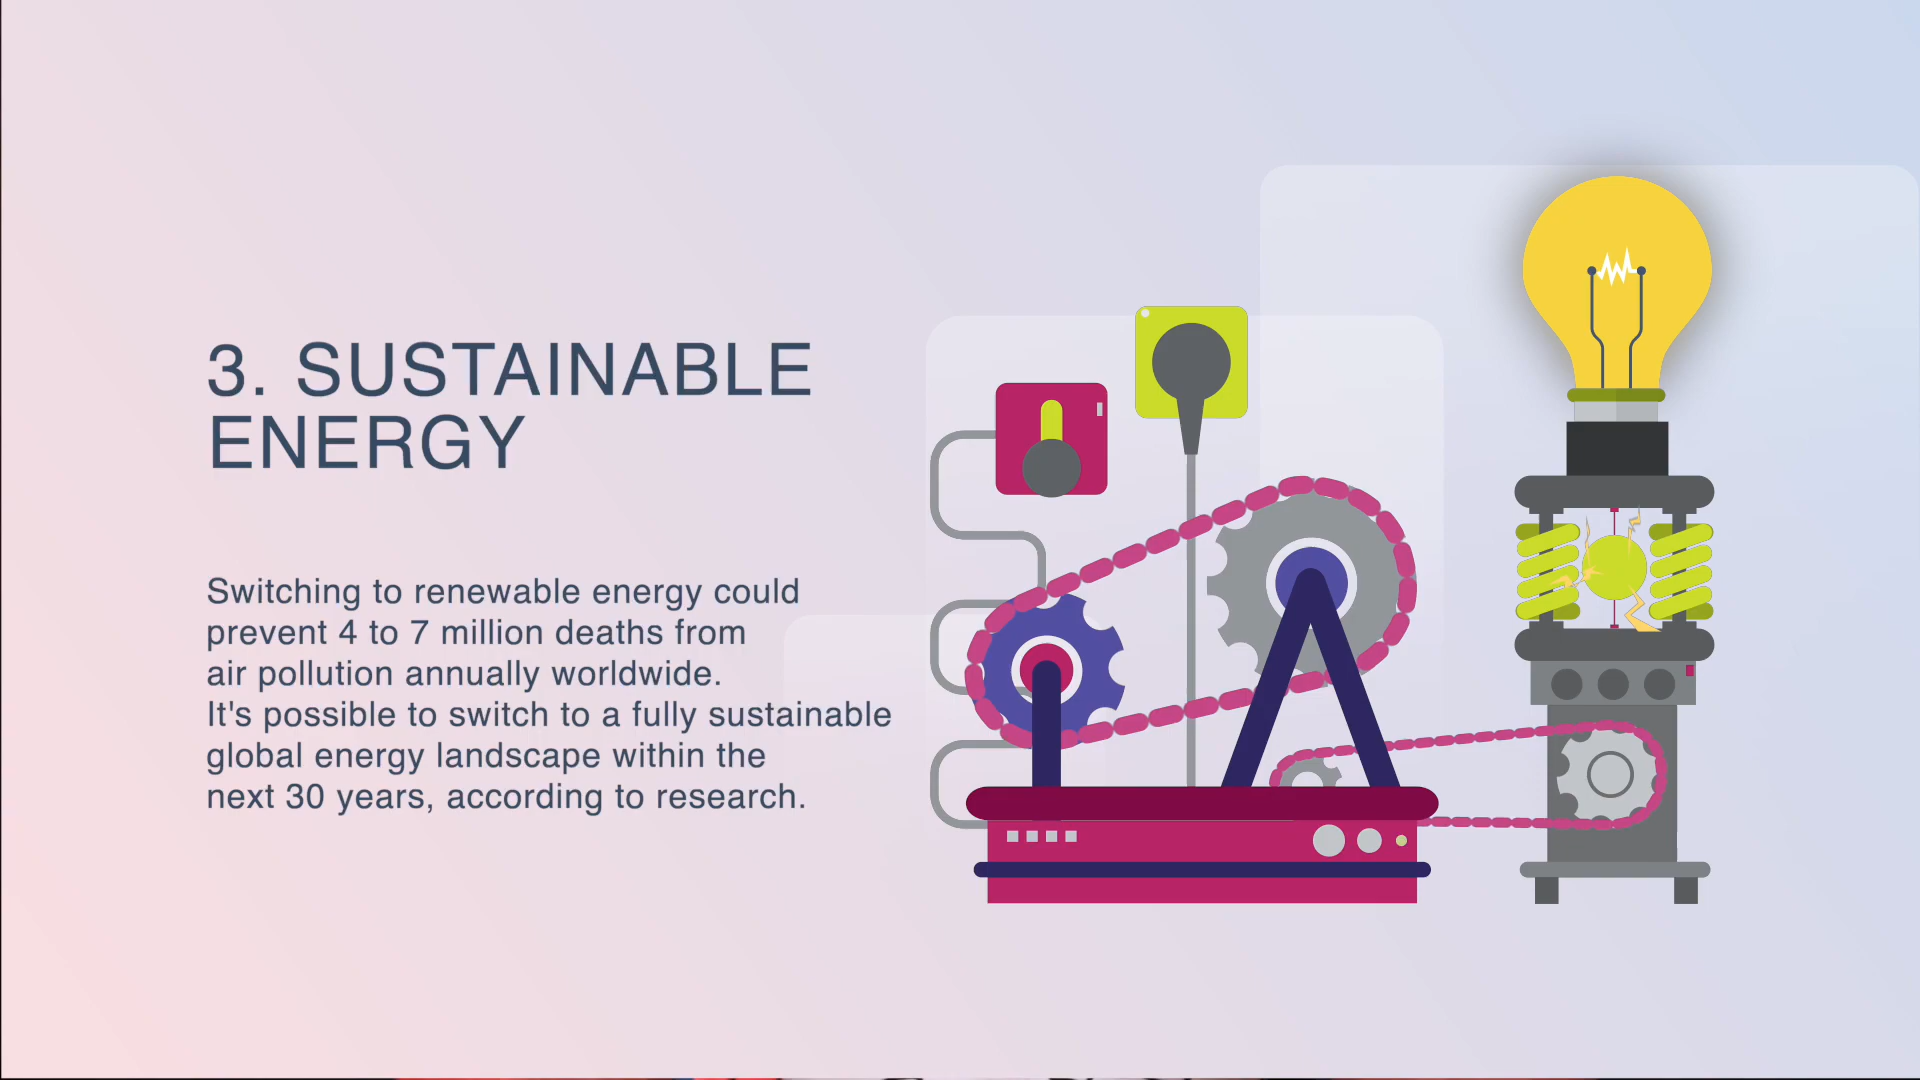 3. SUSTAINABLE
ENERGY
Switching to renewable energy could
prevent 4 to 7 million deaths from
air pollution annually worldwide.
It's possible to switch to a fully sustainable
global energy landscape within the
next 30 years, according to research.